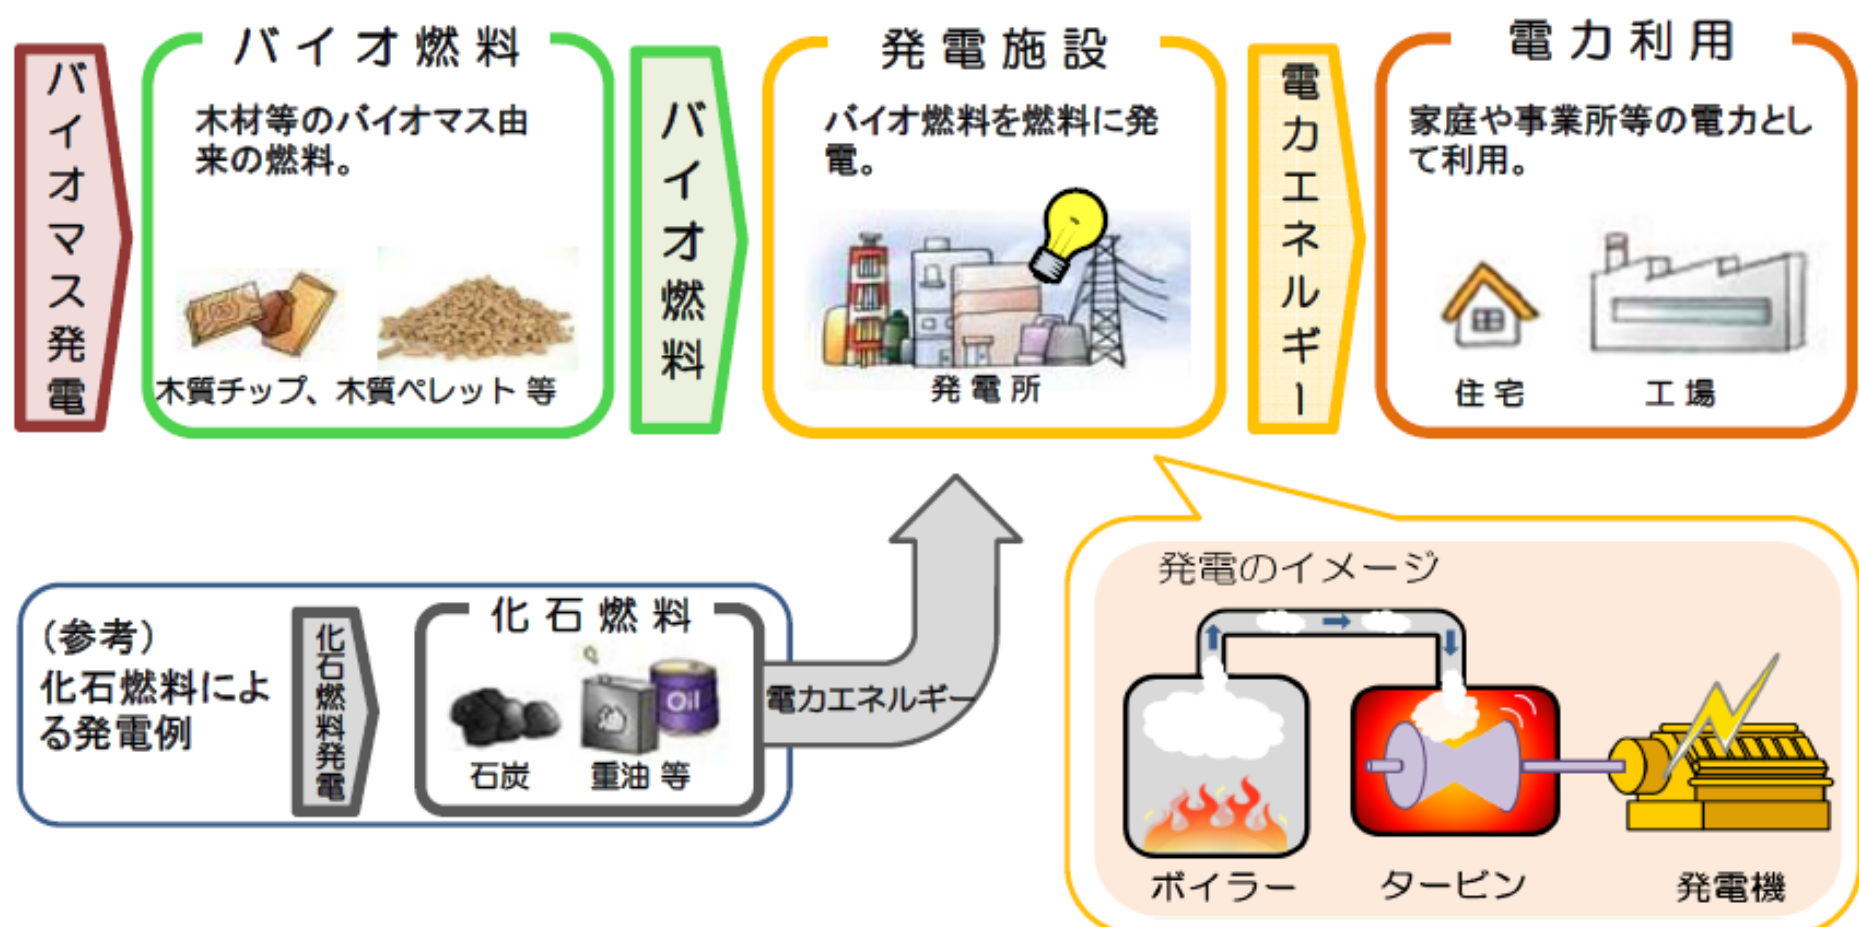 バイオマス発電
バイオ燃料
木材等のバイオマス由
来の燃料。
木質チップ、木質ペレット 等
バイオ燃料
発電施設
バイオ燃料を燃料に発
電。
発電所
電力エネルギー
電力利用
家庭や事業所等の電力とし
て利用。
住宅
工場
(参考)
化石燃料によ
る発電例
化石燃料発電
化石燃料
油
Oil
石炭
重油 等
電力エネルギー
発電のイメージ
ボイラー
タービン
発電機